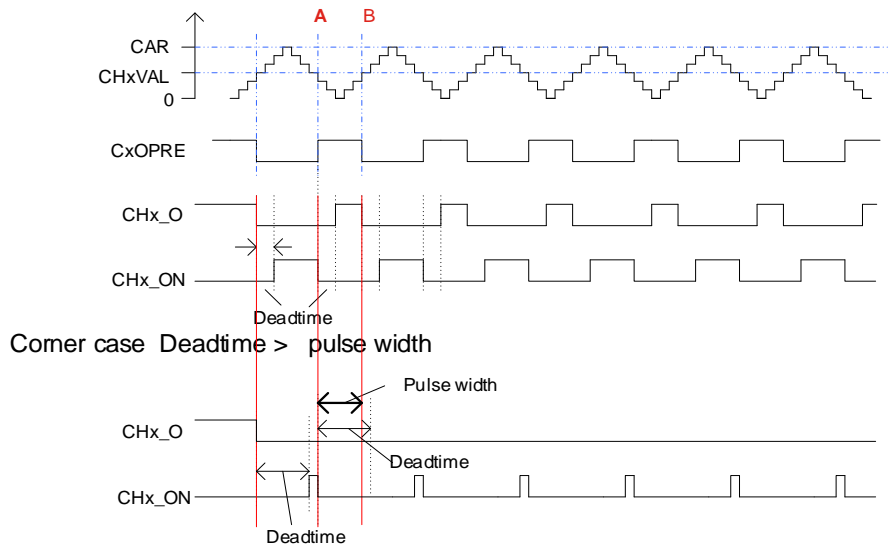 A B
CAR
CHxVAL
0
CxOPRE
CHx_O
CHx_ON
Deadtime
Corner case Deadtime > pulse width
Pulse width
CHx_O
Deadtime
CHx_ON
Deadtime